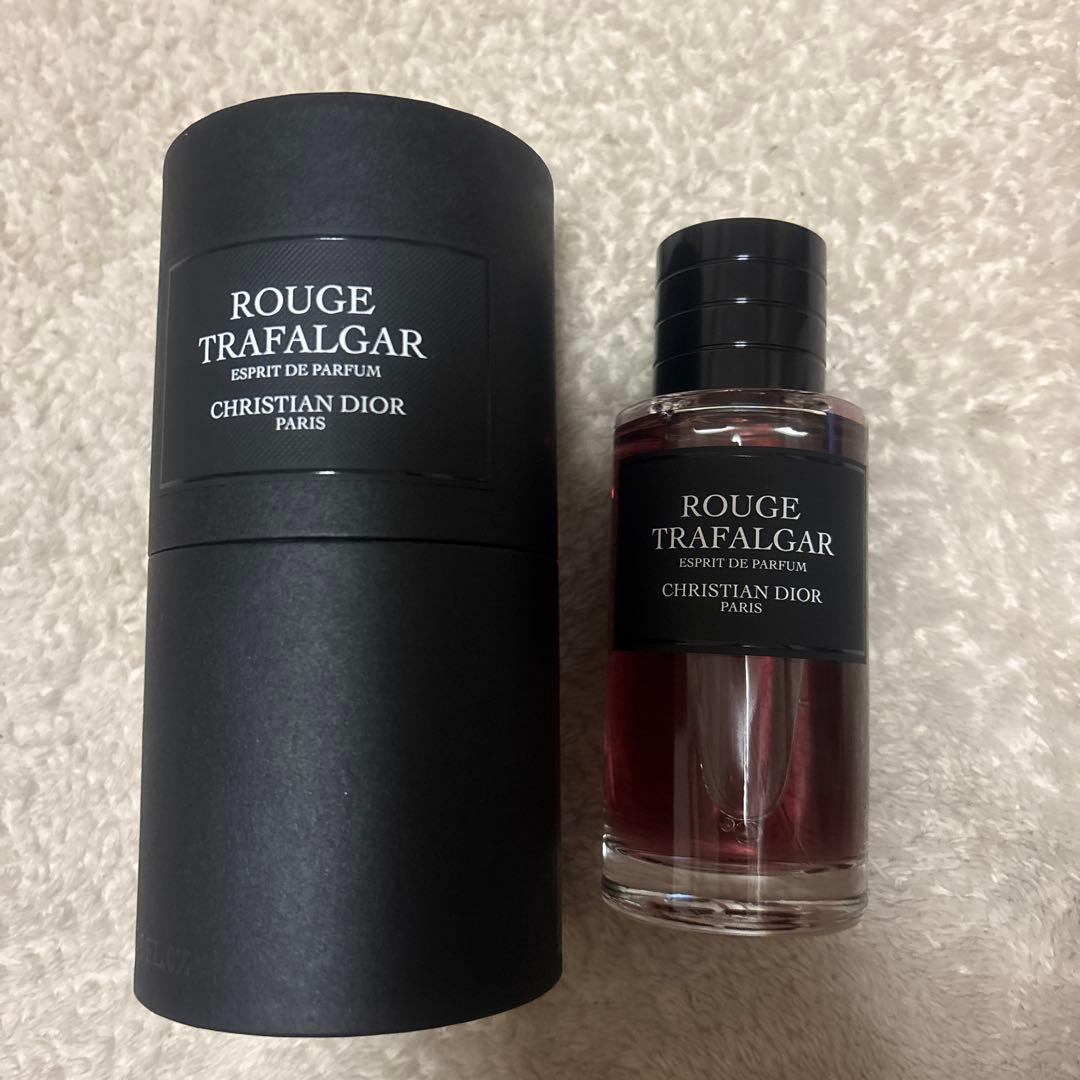 ROUGE
TRAFALGAR
ESPRIT DE PARFUM
CHRISTIAN DIOR
PARIS
ROUGE
TRAFALGAR
ESPRIT DE PARFUM
CHRISTIAN DIOR
PARIS